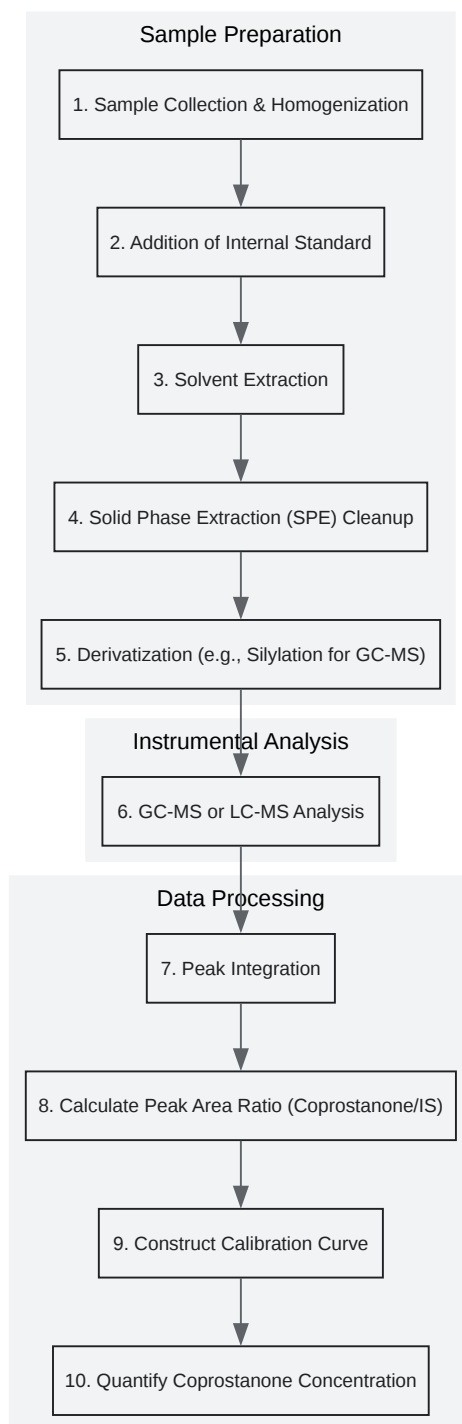 Sample Preparation
1. Sample Collection & Homogenization
2. Addition of Internal Standard
3. Solvent Extraction
4. Solid Phase Extraction (SPE) Cleanup
5. Derivatization (e.g., Silylation for GC-MS)
Instrumental Analysis
6. GC-MS or LC-MS Analysis
Data Processing
7. Peak Integration
8. Calculate Peak Area Ratio (Coprostanone/IS)
9. Construct Calibration Curve
10. Quantify Coprostanone Concentration